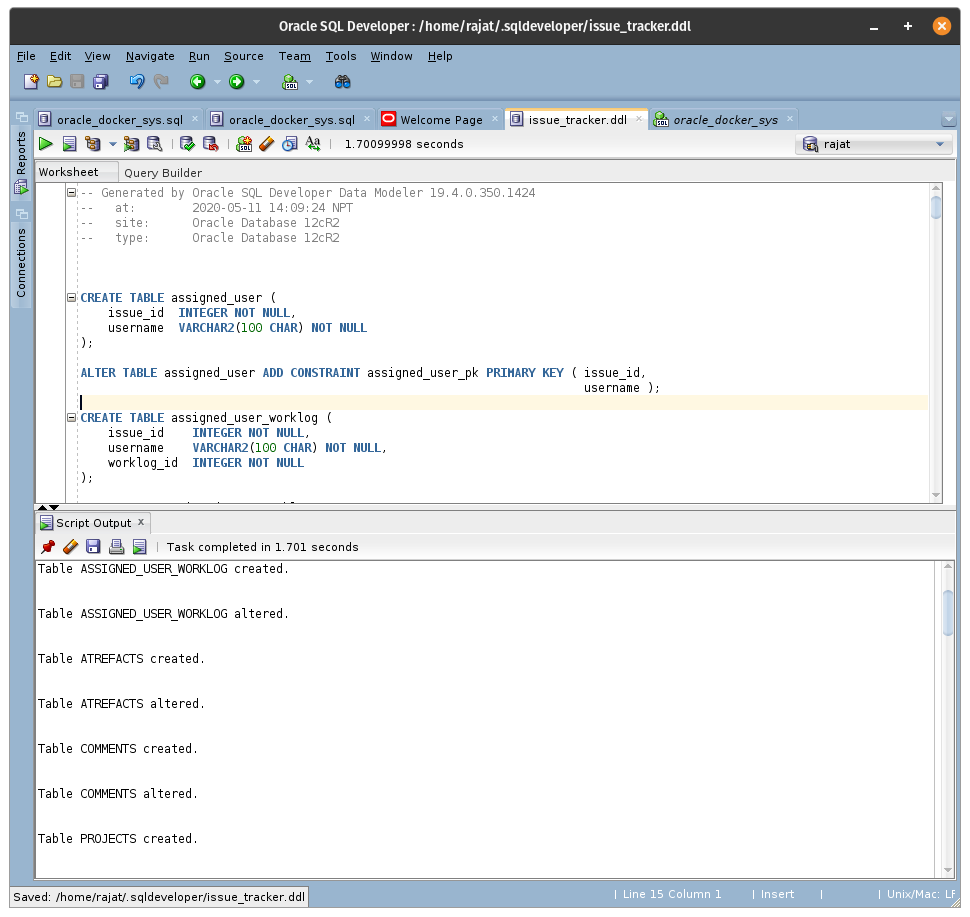 Oracle SQL Developer : /home/rajat/.sqldeveloper/issue_tracker.ddl
File Edit View Navigate Run Source Team Tools Window Help
oracle_docker_sys.sql oracle_docker_sys.sql Welcome Page issue_tracker.ddl oracle_docker_sys
1.70099998 seconds rajat
Reports
Connections
Worksheet Query Builder
-- Generated by Oracle SQL Developer Data Modeler 19.4.0.350.1424
-- at: 2020-05-11 14:09:24 NPT
-- site: Oracle Database 12cR2
-- type: Oracle Database 12cR2
CREATE TABLE assigned_user (
issue_id INTEGER NOT NULL,
username VARCHAR2(100 CHAR) NOT NULL
);
ALTER TABLE assigned_user ADD CONSTRAINT assigned_user_pk PRIMARY KEY ( issue_id,
username );
CREATE TABLE assigned_user_worklog (
issue_id INTEGER NOT NULL,
username VARCHAR2(100 CHAR) NOT NULL,
worklog_id INTEGER NOT NULL
);
Script Output x
Task completed in 1.701 seconds
Table ASSIGNED_USER_WORKLOG created.
Table ASSIGNED_USER_WORKLOG altered.
Table ATREFACTS created.
Table ATREFACTS altered.
Table COMMENTS created.
Table COMMENTS altered.
Table PROJECTS created.
Saved: /home/rajat/.sqldeveloper/issue_tracker.ddl
Line 15 Column 1 Insert Unix/Mac: LF